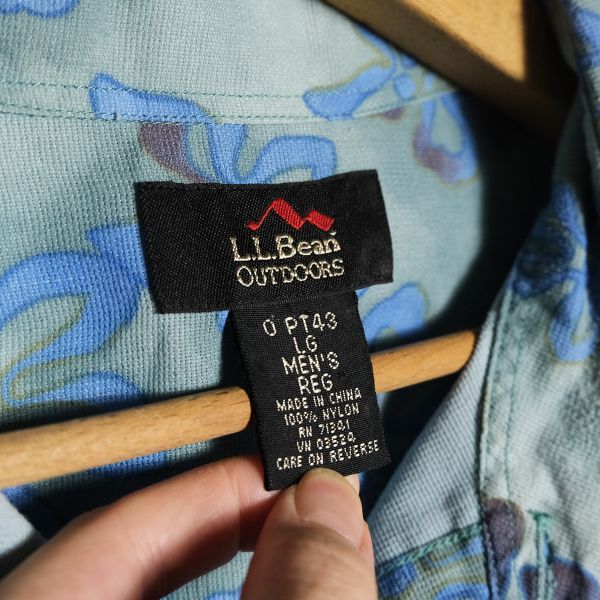 L.L.Bean
OUTDOORS
0 PT43
LG
MEN'S
REG
MADE IN CHINA
100% NYLON
RN 71341
VN 03524
CARE ON REVERSE